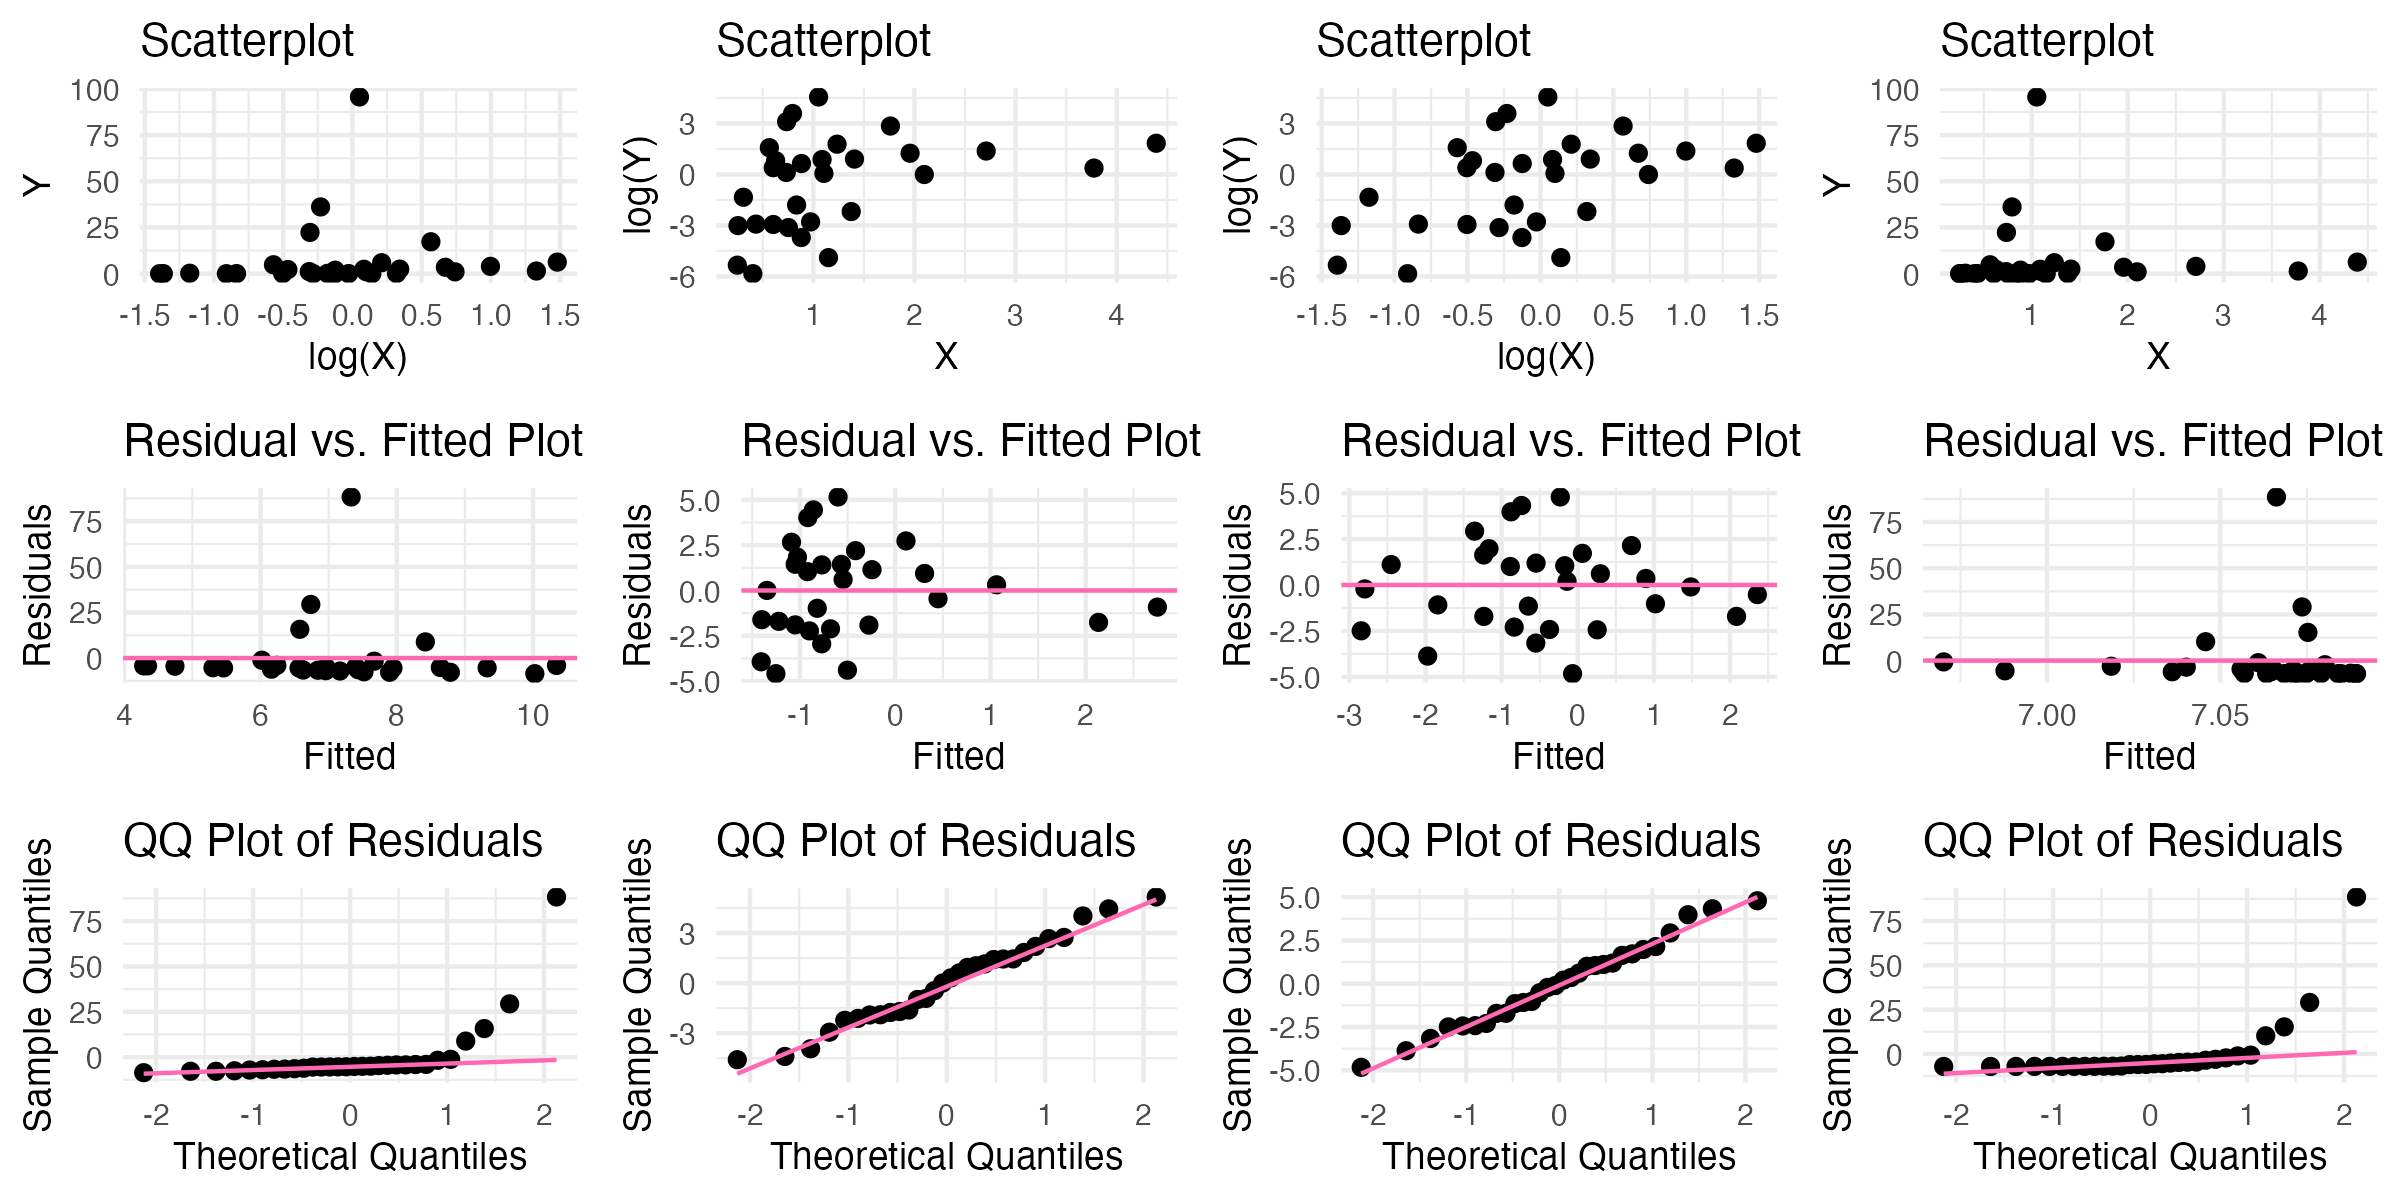 Scatterplot
Y
100
75
50
25
0
-1.5 -1.0 -0.5 0.0 0.5 1.0 1.5
log(X)
Scatterplot
log(Y)
3
0
-3
-6
1 2 3 4
X
Scatterplot
log(Y)
3
0
-3
-6
-1.5 -1.0 -0.5 0.0 0.5 1.0 1.5
log(X)
Scatterplot
Y
100
75
50
25
0
1 2 3 4
X
Residual vs. Fitted Plot
Residuals
75
50
25
0
4 6 8 10
Fitted
Residual vs. Fitted Plot
Residuals
5.0
2.5
0.0
-2.5
-5.0
-1 0 1 2
Fitted
Residual vs. Fitted Plot
Residuals
5.0
2.5
0.0
-2.5
-5.0
-3 -2 -1 0 1 2
Fitted
Residual vs. Fitted Plot
Residuals
75
50
25
0
7.00 7.05
Fitted
QQ Plot of Residuals
Sample Quantiles
75
50
25
0
-2 -1 0 1 2
Theoretical Quantiles
QQ Plot of Residuals
Sample Quantiles
3
0
-3
-2 -1 0 1 2
Theoretical Quantiles
QQ Plot of Residuals
Sample Quantiles
5.0
2.5
0.0
-2.5
-5.0
-2 -1 0 1 2
Theoretical Quantiles
QQ Plot of Residuals
Sample Quantiles
75
50
25
0
-2 -1 0 1 2
Theoretical Quantiles